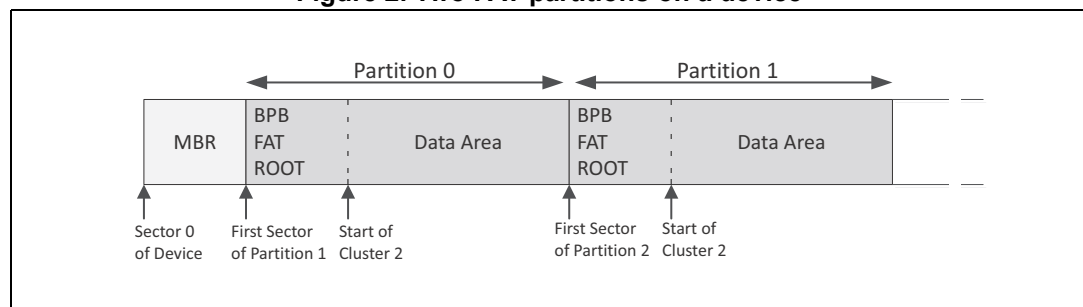 Figure 2. Two FAT partitions on a device
Partition 0
Partition 1
MBR
BPB
FAT
ROOT
Data Area
BPB
FAT
ROOT
Data Area
Sector 0
of Device
First Sector
of Partition 1
Start of
Cluster 2
First Sector
of Partition 2
Start of
Cluster 2